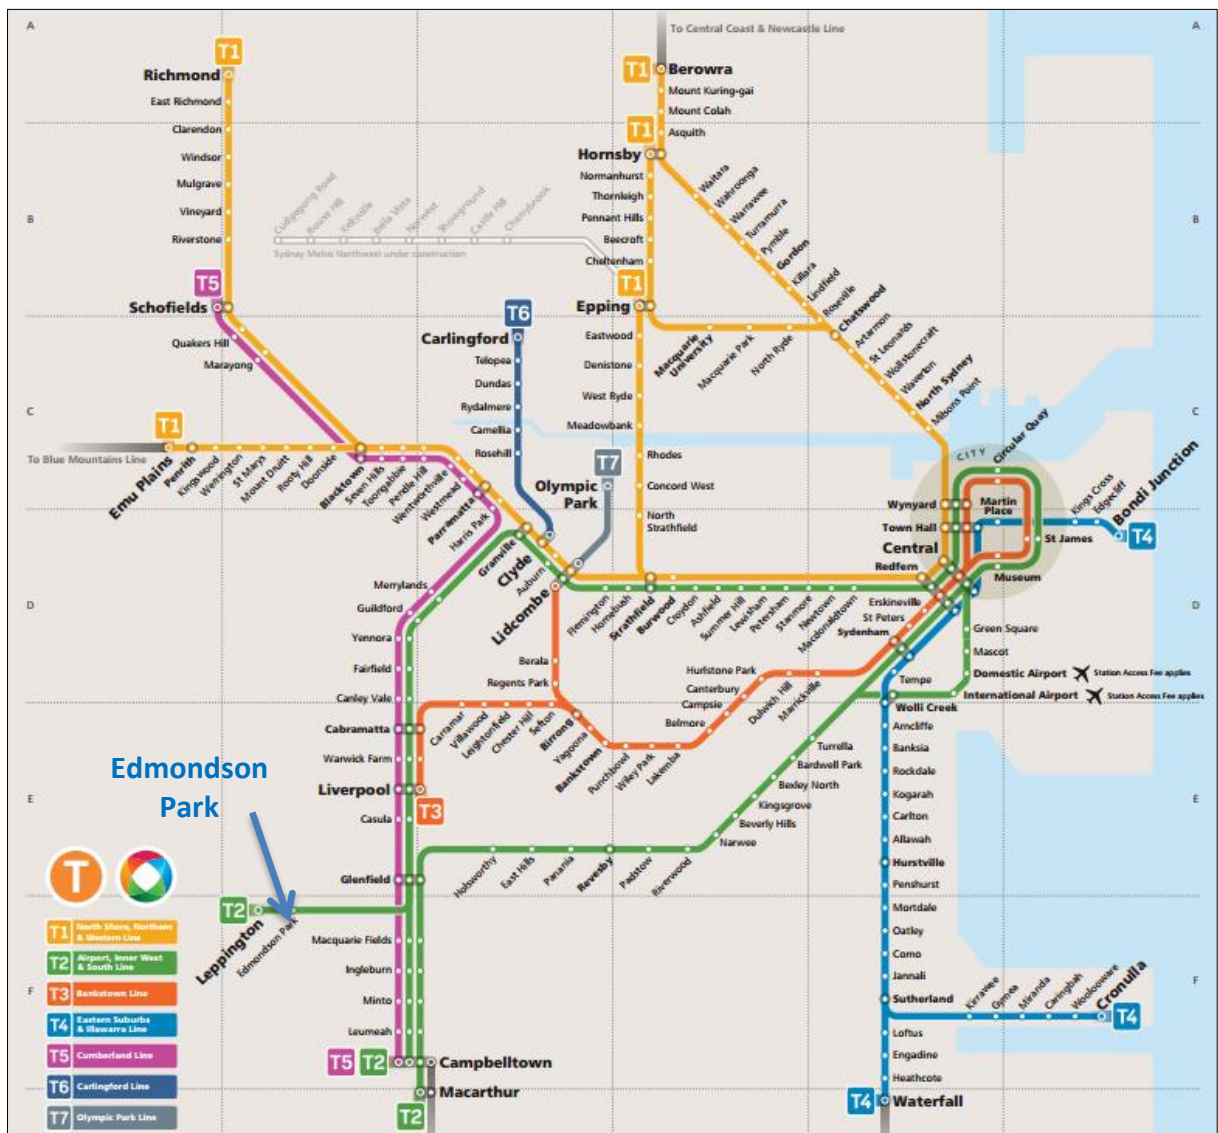 A
A
To Central Coast & Newcastle Line
T1
Richmond
East Richmond
Clarendon
Windsor
Mulgrave
Vineyard
Riverstone
T5
Schofields
Quakers Hill
Marayong
T1
Berowra
Mount Kuring-gai
Mount Colah
Asquith
T1
Hornsby
Normanhurst
Thornleigh
Pennant Hills
Beecroft
Cheltenham
T1
Epping
Waitara
Wahroonga
Warrawee
Turramurra
Pymble
Gordon
Killara
Lindfield
Roseville
Chatswood
Artarmon
St Leonards
Wollstonecraft
Waverton
North Sydney
Milsons Point
B
B
Cudgegong Road
Rouse Hill
Kellyville
Bella Vista
Norwest
Showground
Castle Hill
Cherrybrook
Sydney Metro Northwest under construction
T6
Carlingford
Telopea
Dundas
Rydalmere
Camellia
Rosehill
Eastwood
Denistone
West Ryde
Meadowbank
Rhodes
Concord West
North
Strathfield
Macquarie
University
Macquarie Park
North Ryde
C
C
T1
To Blue Mountains Line
Emu Plains
Penrith
Kingswood
Werrington
St Marys
Mount Druitt
Rooty Hill
Doonside
Blacktown
Seven Hills
Toongabbie
Pendle Hill
Wentworthville
Westmead
Parramatta
Harris Park
T7
Olympic
Park
CITY
Circular Quay
Wynyard
Martin
Place
Town Hall
St James
Central
Redfern
Museum
Kings Cross
Edgecliff
Bondi Junction
T4
Granville
Clyde
Auburn
Lidcombe
Flemington
Homebush
Strathfield
Burwood
Croydon
Ashfield
Summer Hill
Lewisham
Petersham
Stanmore
Newtown
Macdonaldtown
Erskineville
St Peters
Sydenham
D
D
Merrylands
Guildford
Yennora
Fairfield
Canley Vale
Cabramatta
Warwick Farm
Liverpool
T3
Casula
Glenfield
Berala
Regents Park
Carramar
Villawood
Leightonfield
Chester Hill
Sefton
Birrong
Yagoona
Bankstown
Punchbowl
Wiley Park
Lakemba
Belmore
Campsie
Canterbury
Hurlstone Park
Dulwich Hill
Marrickville
Green Square
Mascot
Domestic Airport
Station Access Fee applies
International Airport
Station Access Fee applies
Tempe
Wolli Creek
Arncliffe
Banksia
Rockdale
Kogarah
Carlton
Allawah
Hurstville
Penshurst
Mortdale
Oatley
Como
Jannali
Sutherland
Loftus
Engadine
Heathcote
T4
Waterfall
Kirrawee
Gymea
Miranda
Caringbah
Woolooware
Cronulla
T4
Turrella
Bardwell Park
Bexley North
Kingsgrove
Beverly Hills
Narwee
Riverwood
Padstow
Revesby
Panania
East Hills
Holsworthy
Edmondson
Park
E
E
T
T2
Leppington
Edmondson Park
Macquarie Fields
Ingleburn
Minto
Leumeah
T5
T2
Campbelltown
Macarthur
T2
F
F
T1
North Shore, Northern
& Western Line
T2
Airport, Inner West
& South Line
T3
Bankstown Line
T4
Eastern Suburbs
& Illawarra Line
T5
Cumberland Line
T6
Carlingford Line
T7
Olympic Park Line